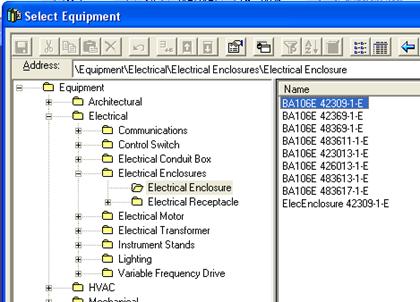 Select Equipment
Address: \Equipment\Electrical\Electrical Enclosures\Electrical Enclosure
Equipment
Architectural
Electrical
Communications
Control Switch
Electrical Conduit Box
Electrical Enclosures
Electrical Enclosure
Electrical Receptacle
Electrical Motor
Electrical Transformer
Instrument Stands
Lighting
Variable Frequency Drive
HVAC
Mechanical
Name
BA106E 42309-1-E
BA106E 42369-1-E
BA106E 48369-1-E
BA106E 483611-1-E
BA106E 423013-1-E
BA106E 426013-1-E
BA106E 483613-1-E
BA106E 483617-1-E
ElecEnclosure 42309-1-E